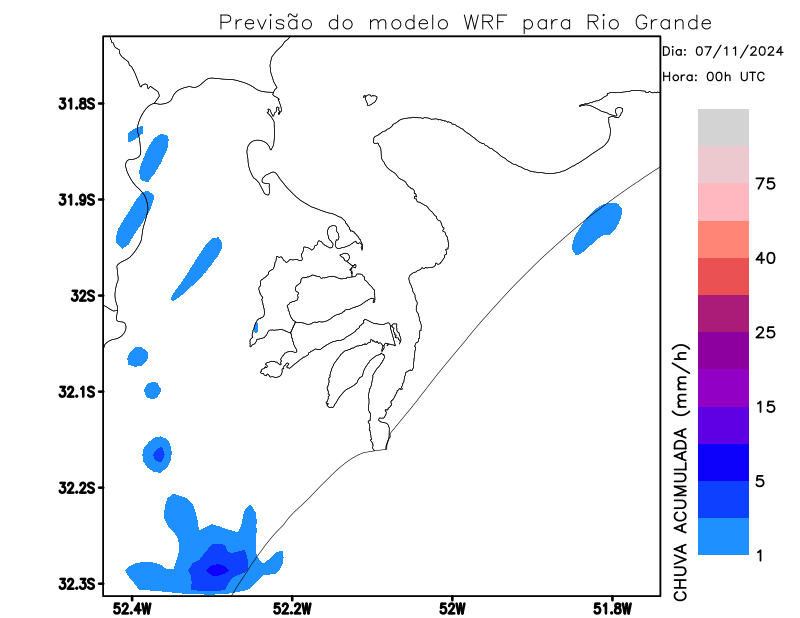 Previsão do modelo WRF para Rio Grande
Dia: 07/11/2024
Hora: 00h UTC
31.8S
31.9S
32S
32.1S
32.2S
32.3S
52.4W
52.2W
52W
51.8W
CHUVA ACUMULADA (mm/h)
75
40
25
15
5
1